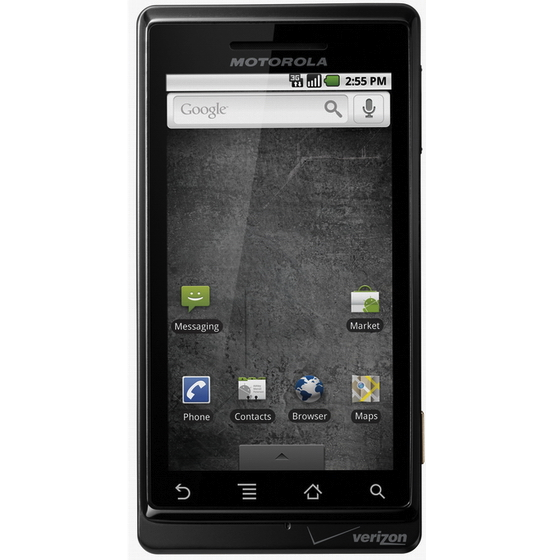 MOTOROLA
3G 2:55 PM
Google
Messaging
Market
Phone
Contacts
Browser
Maps
verizon